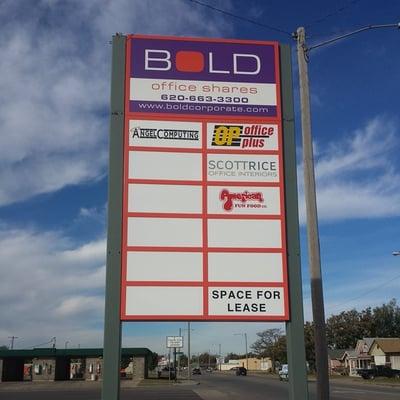 BOLD
office shares
620-663-3300
www.boldcorporate.com
ANGEL COMPUTING
OP office
plus
SCOTTRICE
OFFICE INTERIORS
American
FUN FOOD CO.
SPACE FOR
LEASE